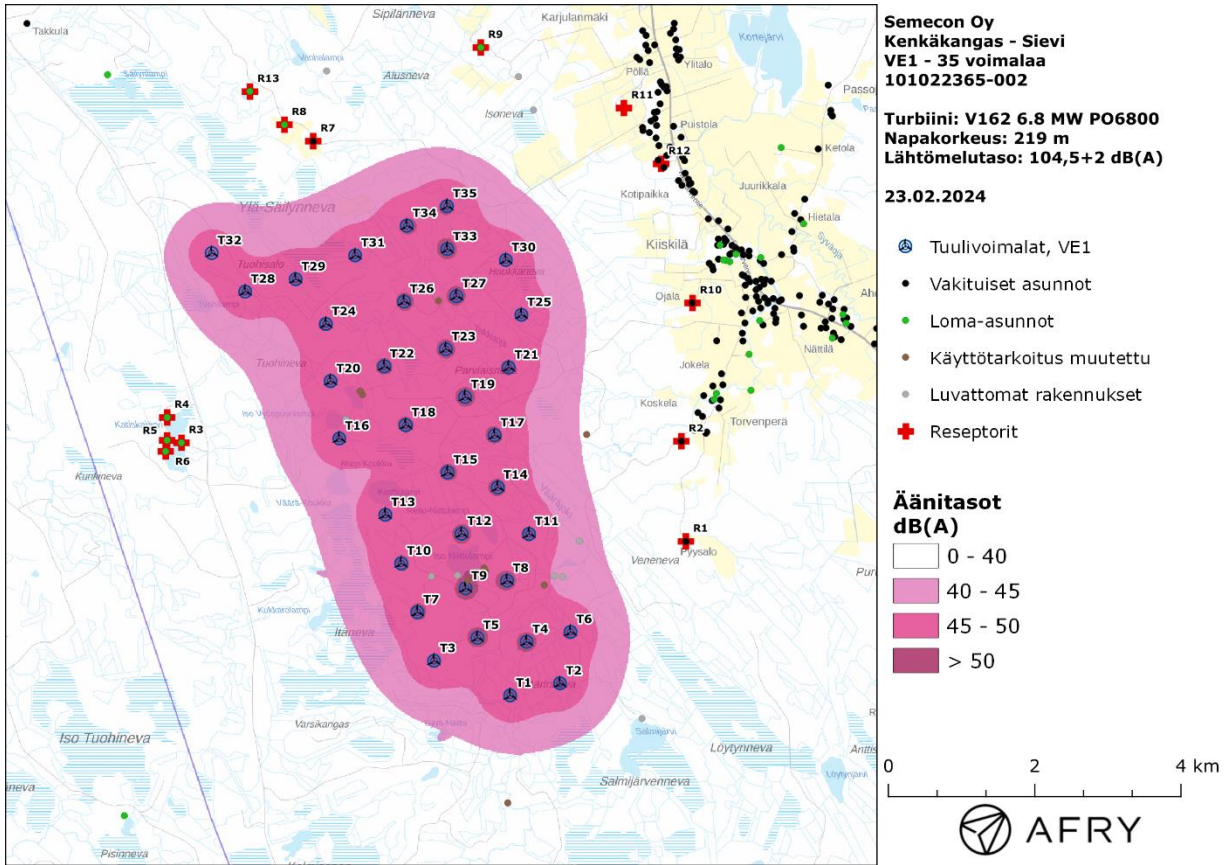 Semecon Oy
Kenkäkangas - Sievi
VE1 - 35 voimalaa
101022365-002
Turbiini: V162 6.8 MW PO6800
Napakorkeus: 219 m
Lähtömelutaso: 104,5+2 dB(A)
23.02.2024
Tuulivoimalat, VE1
Vakituiset asunnot
Loma-asunnot
Käyttötarkoitus muutettu
Luvattomat rakennukset
Reseptorit
Äänitasot
dB(A)
0 - 40
40 - 45
45 - 50
> 50
0 2 4 km
AFRY
Takkula
Sipilänneva
Karjulanmäki
Kortejärvi
R9
Ylitalo
Pöllä
Alusneva
R13
R11
Isoneva
R8
R7
Puistola
Ketola
R12
Juurikkala
Kotipaikka
Hietala
Ylä-Säilynneva
T35
T34
Kiiskilä
T32
T33
T31
T30
Tuohisalo
T28
T29
T26
T27
Ojala
R10
T25
T24
Nättilä
T23
Tuohineva
T22
T21
Jokela
T20
T19
Koskela
Torvenperä
R4
T18
T16
T17
R5
R3
R2
R6
Kurkineva
T15
T14
T13
T12
T11
R1
Pyysalo
Veneneva
T10
T9
T8
T7
Itäneva
T6
T5
T4
T3
T2
T1
Varsikangas
Iso Tuohineva
Salmijärvi
Löytynneva
Salmijärvenneva
Pisinneva